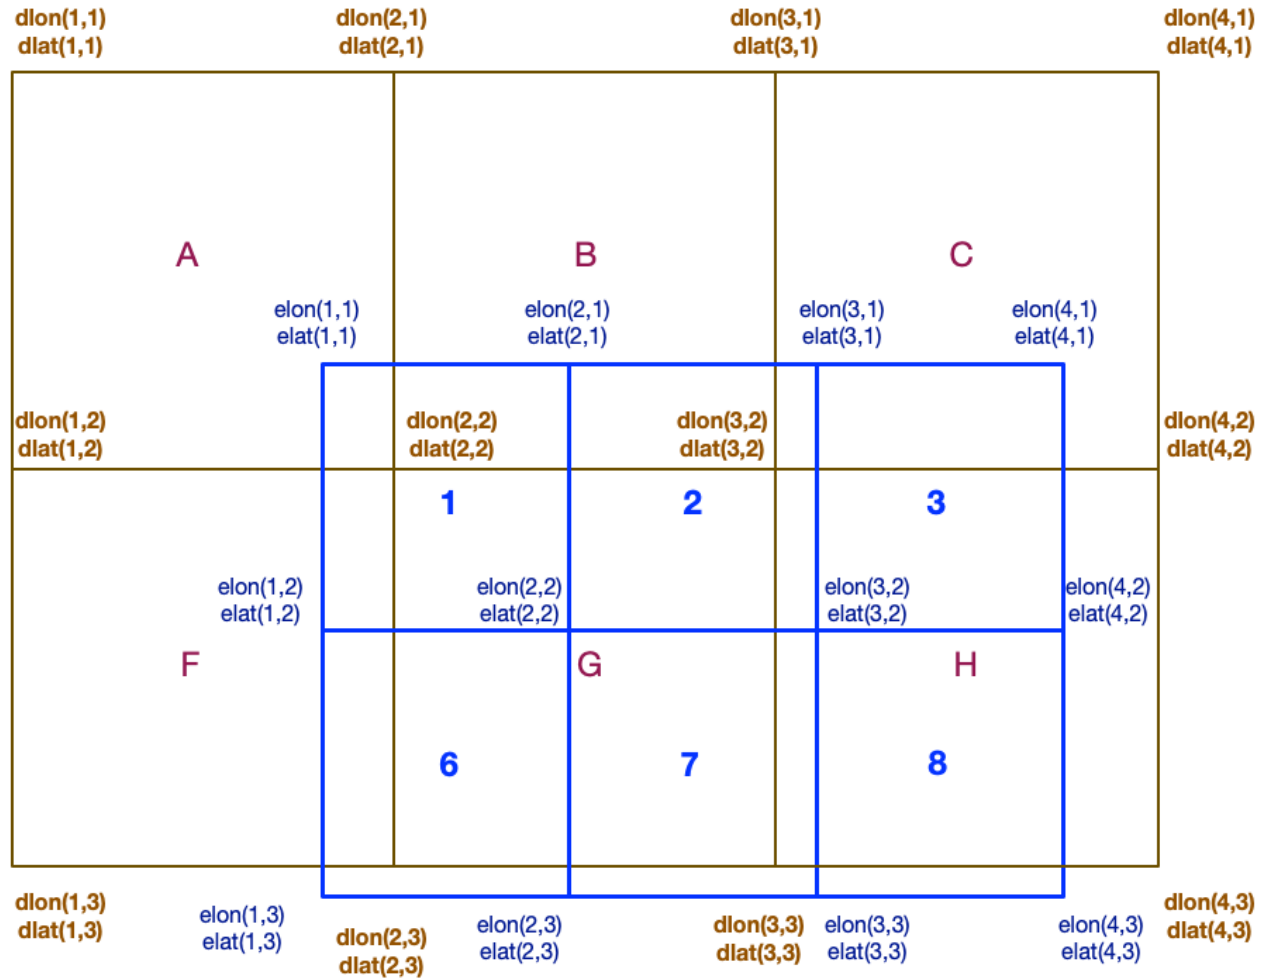 dlon(1,1)
dlat(1,1)
dlon(2,1)
dlat(2,1)
dlon(3,1)
dlat(3,1)
dlon(4,1)
dlat(4,1)
A
B
C
elon(1,1)
elat(1,1)
elon(2,1)
elat(2,1)
elon(3,1)
elat(3,1)
elon(4,1)
elat(4,1)
dlon(1,2)
dlat(1,2)
dlon(2,2)
dlat(2,2)
dlon(3,2)
dlat(3,2)
dlon(4,2)
dlat(4,2)
1
2
3
elon(1,2)
elat(1,2)
elon(2,2)
elat(2,2)
elon(3,2)
elat(3,2)
elon(4,2)
elat(4,2)
F
G
H
6
7
8
dlon(1,3)
dlat(1,3)
elon(1,3)
elat(1,3)
dlon(2,3)
dlat(2,3)
elon(2,3)
elat(2,3)
dlon(3,3)
dlat(3,3)
elon(3,3)
elat(3,3)
elon(4,3)
elat(4,3)
dlon(4,3)
dlat(4,3)